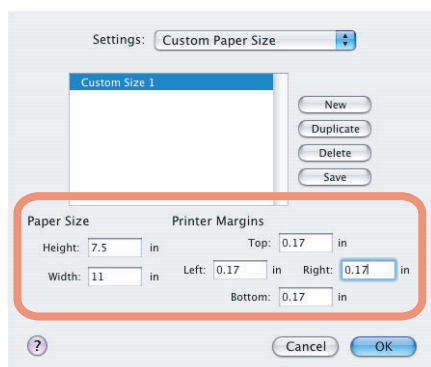 Settings: Custom Paper Size
Custom Size 1
New
Duplicate
Delete
Save
Paper Size Printer Margins
Height: 7.5 in Top: 0.17 in
Width: 11 in Left: 0.17 in Right: 0.17 in
Bottom: 0.17 in
? Cancel OK